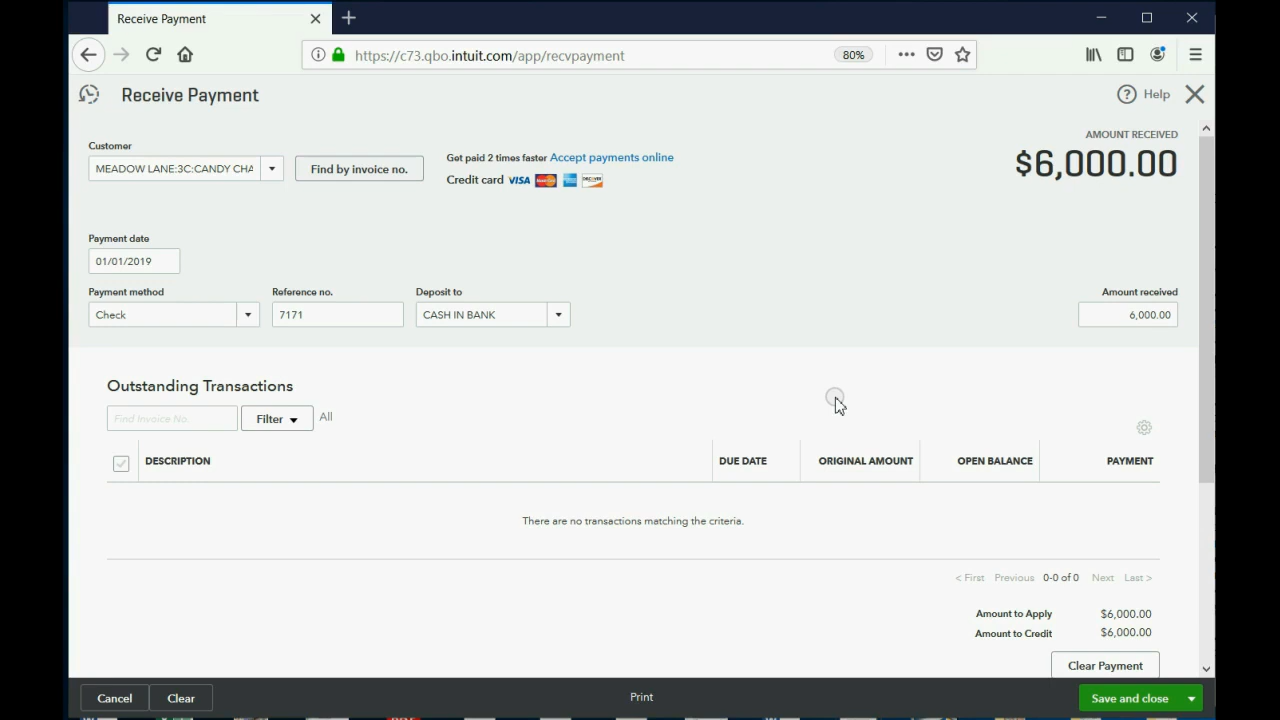 Receive Payment
https://c73.qbo.intuit.com/app/recvpayment
80%
Receive Payment
Help
Customer
MEADOW LANE:3C:CANDY CHA
Find by invoice no.
Get paid 2 times faster Accept payments online
Credit card VISA
AMOUNT RECEIVED
$6,000.00
Payment date
01/01/2019
Payment method
Reference no.
Deposit to
Amount received
Check
7171
CASH IN BANK
6,000.00
Outstanding Transactions
Find Invoice No.
Filter
All
DESCRIPTION
DUE DATE
ORIGINAL AMOUNT
OPEN BALANCE
PAYMENT
There are no transactions matching the criteria.
< First Previous 0-0 of 0 Next Last >
Amount to Apply $6,000.00
Amount to Credit $6,000.00
Clear Payment
Cancel
Clear
Print
Save and close